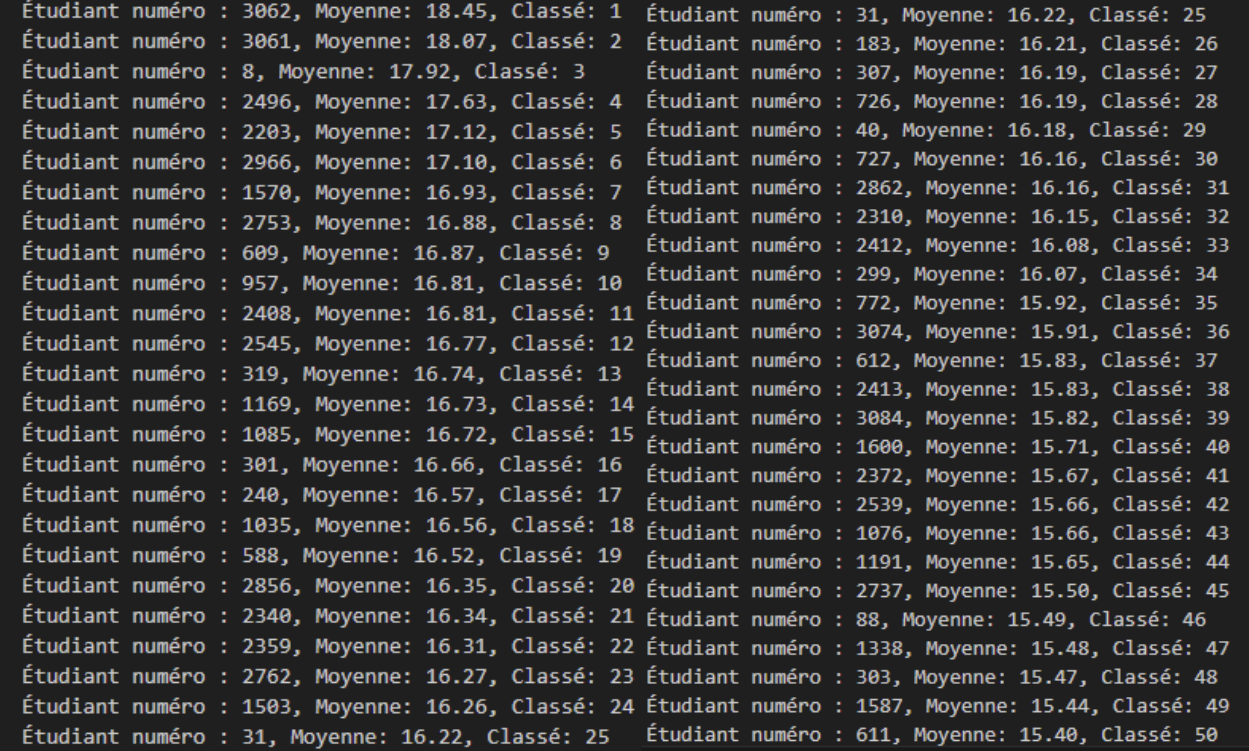 Étudiant numéro : 3062, Moyenne: 18.45, Classé: 1
Étudiant numéro : 3061, Moyenne: 18.07, Classé: 2
Étudiant numéro : 8, Moyenne: 17.92, Classé: 3
Étudiant numéro : 2496, Moyenne: 17.63, Classé: 4
Étudiant numéro : 2203, Moyenne: 17.12, Classé: 5
Étudiant numéro : 2966, Moyenne: 17.10, Classé: 6
Étudiant numéro : 1570, Moyenne: 16.93, Classé: 7
Étudiant numéro : 2753, Moyenne: 16.88, Classé: 8
Étudiant numéro : 609, Moyenne: 16.87, Classé: 9
Étudiant numéro : 957, Moyenne: 16.81, Classé: 10
Étudiant numéro : 2408, Moyenne: 16.81, Classé: 11
Étudiant numéro : 2545, Moyenne: 16.77, Classé: 12
Étudiant numéro : 319, Moyenne: 16.74, Classé: 13
Étudiant numéro : 1169, Moyenne: 16.73, Classé: 14
Étudiant numéro : 1085, Moyenne: 16.72, Classé: 15
Étudiant numéro : 301, Moyenne: 16.66, Classé: 16
Étudiant numéro : 240, Moyenne: 16.57, Classé: 17
Étudiant numéro : 1035, Moyenne: 16.56, Classé: 18
Étudiant numéro : 588, Moyenne: 16.52, Classé: 19
Étudiant numéro : 2856, Moyenne: 16.35, Classé: 20
Étudiant numéro : 2340, Moyenne: 16.34, Classé: 21
Étudiant numéro : 2359, Moyenne: 16.31, Classé: 22
Étudiant numéro : 2762, Moyenne: 16.27, Classé: 23
Étudiant numéro : 1503, Moyenne: 16.26, Classé: 24
Étudiant numéro : 31, Moyenne: 16.22, Classé: 25
Étudiant numéro : 31, Moyenne: 16.22, Classé: 25
Étudiant numéro : 183, Moyenne: 16.21, Classé: 26
Étudiant numéro : 307, Moyenne: 16.19, Classé: 27
Étudiant numéro : 726, Moyenne: 16.19, Classé: 28
Étudiant numéro : 40, Moyenne: 16.18, Classé: 29
Étudiant numéro : 727, Moyenne: 16.16, Classé: 30
Étudiant numéro : 2862, Moyenne: 16.16, Classé: 31
Étudiant numéro : 2310, Moyenne: 16.15, Classé: 32
Étudiant numéro : 2412, Moyenne: 16.08, Classé: 33
Étudiant numéro : 299, Moyenne: 16.07, Classé: 34
Étudiant numéro : 772, Moyenne: 15.92, Classé: 35
Étudiant numéro : 3074, Moyenne: 15.91, Classé: 36
Étudiant numéro : 612, Moyenne: 15.83, Classé: 37
Étudiant numéro : 2413, Moyenne: 15.83, Classé: 38
Étudiant numéro : 3084, Moyenne: 15.82, Classé: 39
Étudiant numéro : 1600, Moyenne: 15.71, Classé: 40
Étudiant numéro : 2372, Moyenne: 15.67, Classé: 41
Étudiant numéro : 2539, Moyenne: 15.66, Classé: 42
Étudiant numéro : 1076, Moyenne: 15.66, Classé: 43
Étudiant numéro : 1191, Moyenne: 15.65, Classé: 44
Étudiant numéro : 2737, Moyenne: 15.50, Classé: 45
Étudiant numéro : 88, Moyenne: 15.49, Classé: 46
Étudiant numéro : 1338, Moyenne: 15.48, Classé: 47
Étudiant numéro : 303, Moyenne: 15.47, Classé: 48
Étudiant numéro : 1587, Moyenne: 15.44, Classé: 49
Étudiant numéro : 611, Moyenne: 15.40, Classé: 50